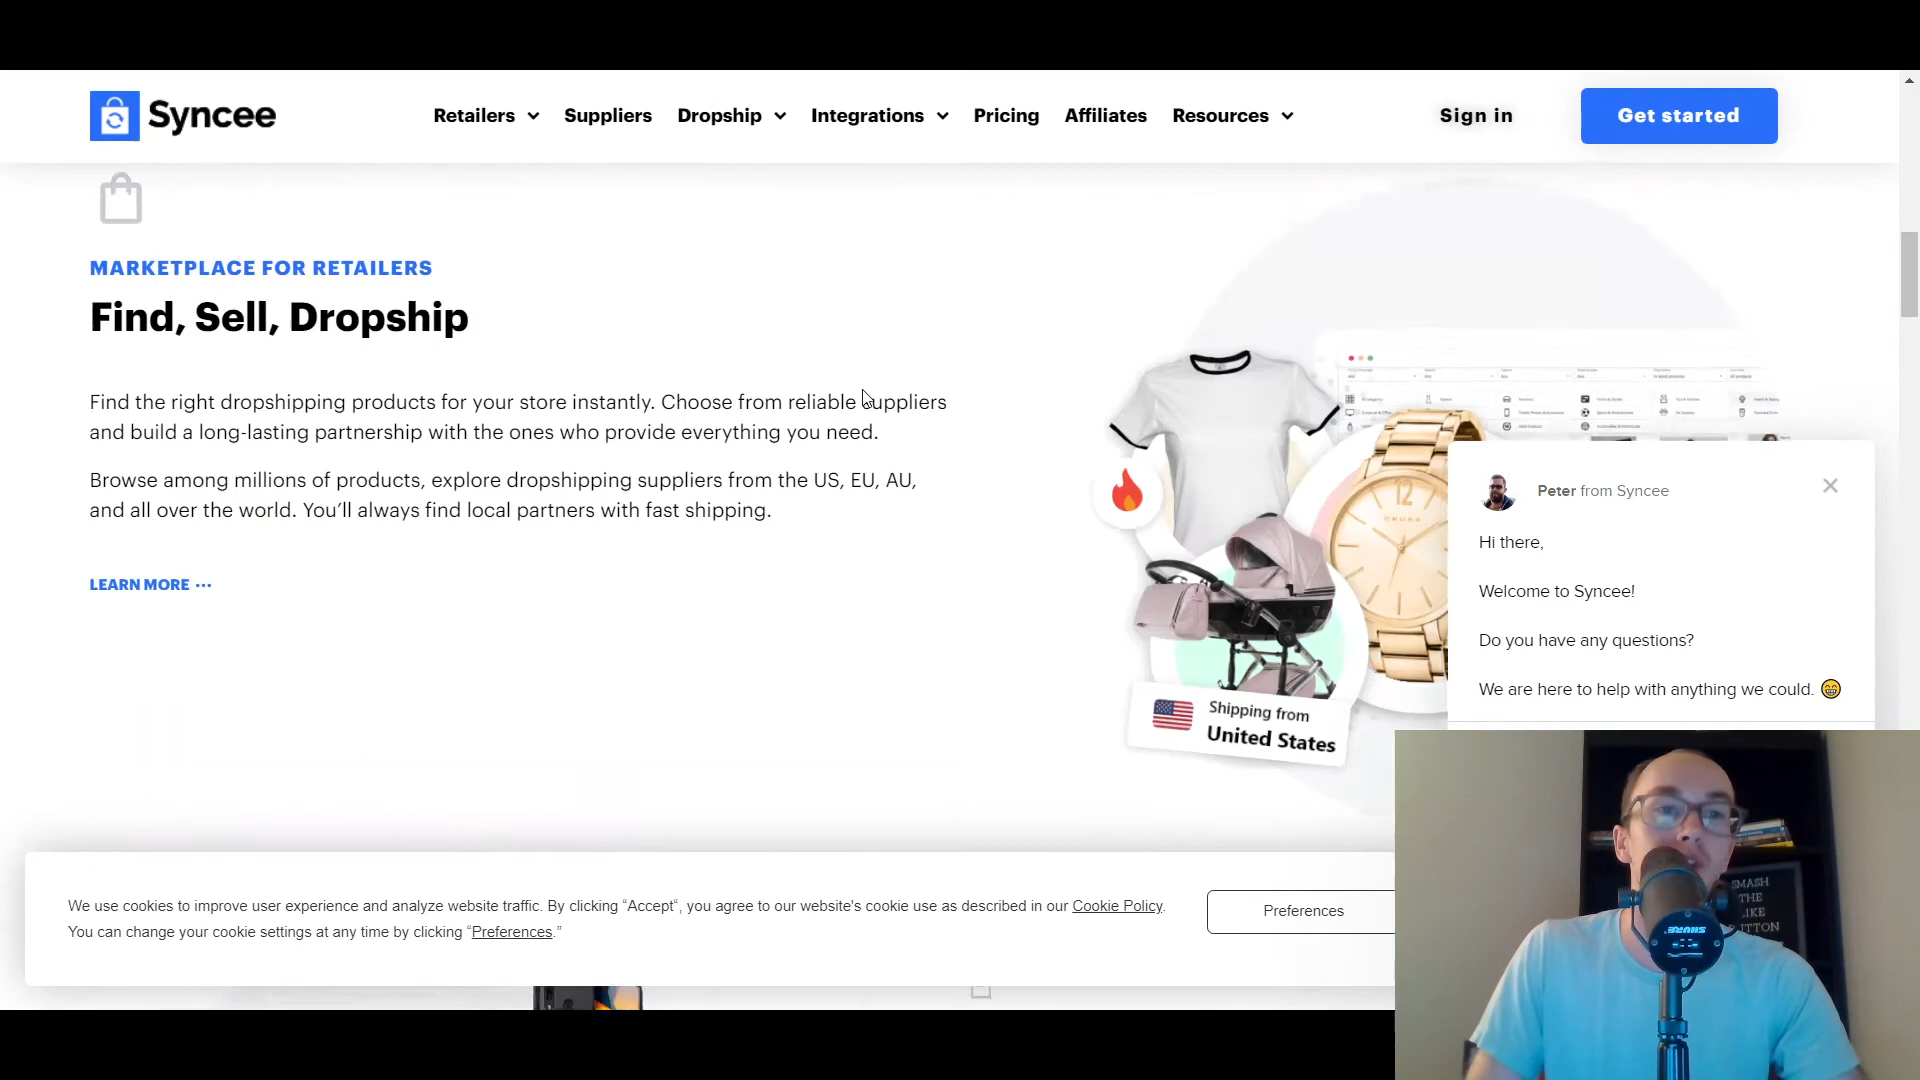 Syncee
Retailers
Suppliers
Dropship
Integrations
Pricing
Affiliates
Resources
Sign in
Get started
MARKETPLACE FOR RETAILERS
Find, Sell, Dropship
Find the right dropshipping products for your store instantly. Choose from reliable suppliers
and build a long-lasting partnership with the ones who provide everything you need.
Browse among millions of products, explore dropshipping suppliers from the US, EU, AU,
and all over the world. You’ll always find local partners with fast shipping.
LEARN MORE ···
12
CROSS
Shipping from
United States
Peter from Syncee
Hi there,
Welcome to Syncee!
Do you have any questions?
We are here to help with anything we could. 😁
We use cookies to improve user experience and analyze website traffic. By clicking “Accept“, you agree to our website's cookie use as described in our Cookie Policy.
You can change your cookie settings at any time by clicking “Preferences.”
Preferences
SMASH
THE
LIKE
BUTTON
SHURE